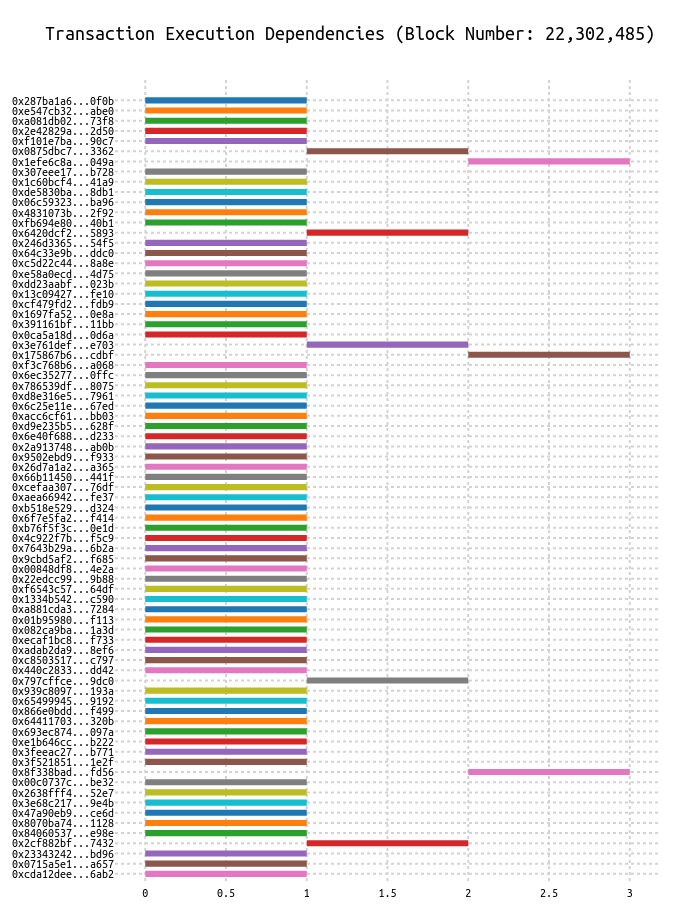 Transaction Execution Dependencies (Block Number: 22,302,485)
0x287ba1a6...0f0b
0xe547cb32...abe0
0xa081db02...73f8
0x2e42829a...2d50
0xf101e7ba...90c7
0x0875dbc7...3362
0x1efe6c8a...049a
0x307eee17...b728
0x1c60bcf4...41a9
0xde5830ba...8db1
0x06c59323...ba96
0x4831073b...2f92
0xfb694e80...40b1
0x6420dcf2...5893
0x246d3365...54f5
0x64c33e9b...ddc0
0xc5d22c44...8a8e
0xe58a0ecd...4d75
0xdd23aabf...023b
0x13c09427...fe10
0xcf479fd2...fdb9
0x1697fa52...0e8a
0x391161bf...11bb
0x0ca5a18d...0d6a
0x3e761def...e703
0x175867b6...cdbf
0xf3c768b6...a068
0x6ec35277...0ffc
0x786539df...8075
0xd8e316e5...7961
0x6c25e11e...67ed
0xacc6cf61...bb03
0xd9e235b5...628f
0x6e40f688...d233
0x2a913748...ab0b
0x9502ebd9...f933
0x26d7a1a2...a365
0x66b11450...441f
0xcefaa307...76df
0xaea66942...fe37
0xb518e529...d324
0x6f7e5fa2...f414
0xb76f5f3c...0e1d
0x4c922f7b...f5c9
0x7643b29a...6b2a
0x9cbd5af2...f685
0x00848df8...4e2a
0x22edcc99...9b88
0xf6543c57...64df
0x1334b542...c590
0xa881cda3...7284
0x01b95980...f113
0x082ca9ba...1a3d
0xecaf1bc8...f733
0xadab2da9...8ef6
0xc8503517...c797
0x440c2833...dd42
0x797cffce...9dc0
0x939c8097...193a
0x65499945...9192
0x866e0bdd...f499
0x64411703...320b
0x693ec874...097a
0xe1b646cc...b222
0x3feeac27...b771
0x3f521851...1e2f
0x8f338bad...fd56
0x00c0737c...be32
0x2638fff4...52e7
0x3e68c217...9e4b
0x47a90eb9...ce6d
0x8070ba74...1128
0x84060537...e98e
0x2cf882bf...7432
0x23343242...bd96
0x0715a5e1...a657
0xcda12dee...6ab2
0 0.5 1 1.5 2 2.5 3